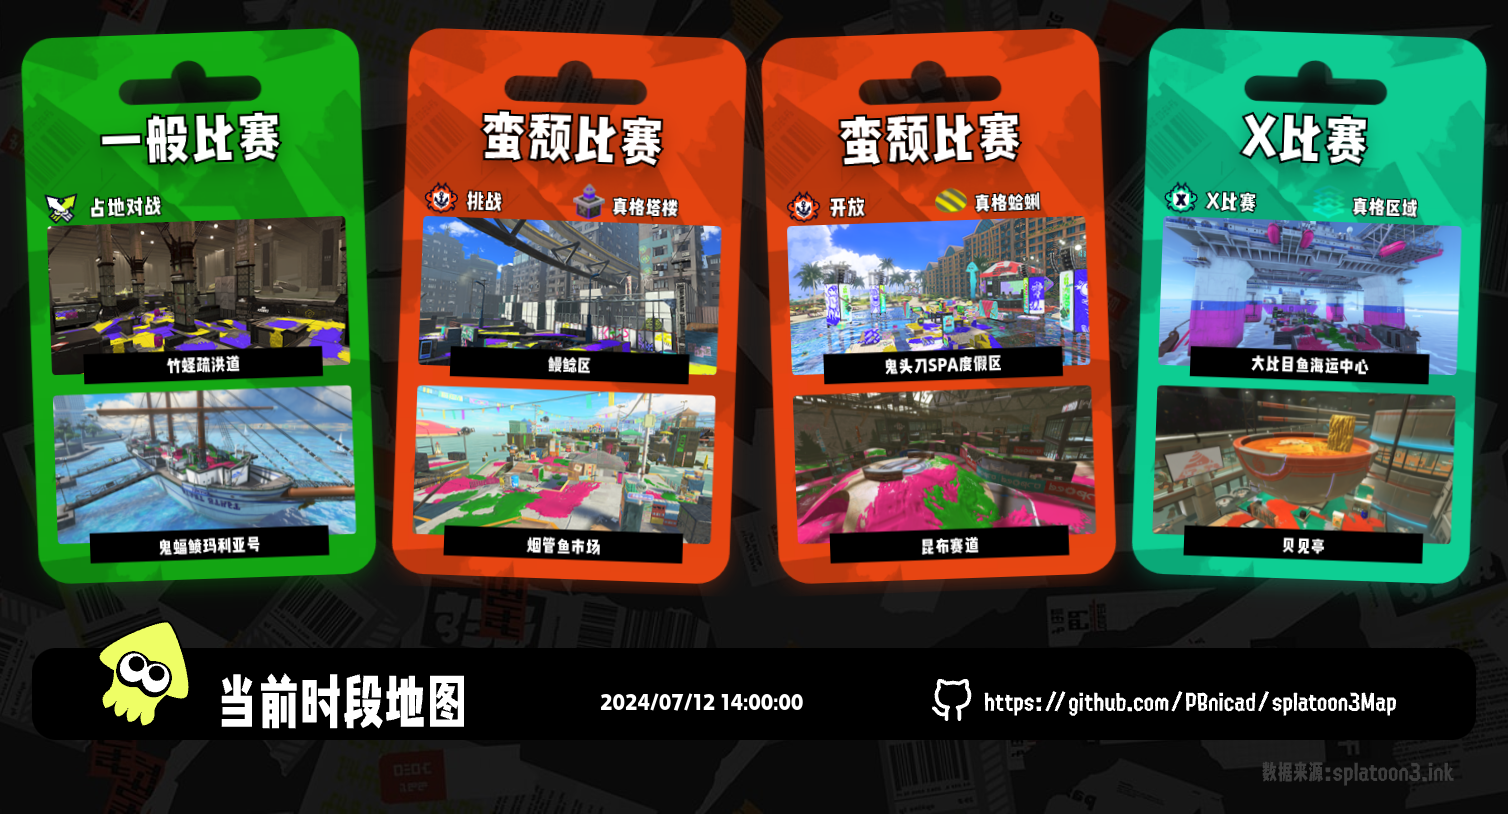 一般比赛
占地对战
竹蛏疏洪道
鬼蝠鲼玛利亚号
蛮颓比赛
挑战
真格塔楼
鳗鲶区
烟管鱼市场
蛮颓比赛
开放
真格蛤蜊
鬼头刀SPA度假区
昆布赛道
X比赛
X比赛
真格区域
大比目鱼海运中心
贝见亭
当前时段地图
2024/07/12 14:00:00
https://github.com/PBnicad/splatoon3Map
数据来源:splatoon3.ink